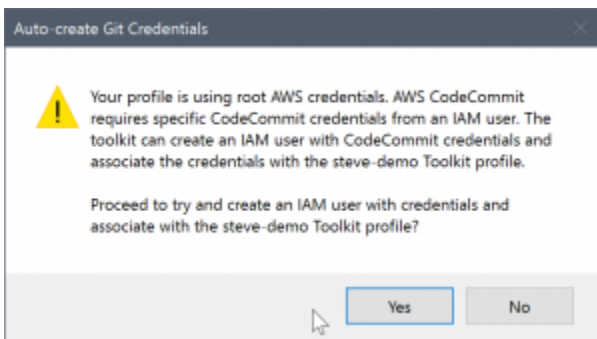 Auto-create Git Credentials
Your profile is using root AWS credentials. AWS CodeCommit
requires specific CodeCommit credentials from an IAM user. The
toolkit can create an IAM user with CodeCommit credentials and
associate the credentials with the steve-demo Toolkit profile.
Proceed to try and create an IAM user with credentials and
associate with the steve-demo Toolkit profile?
Yes No